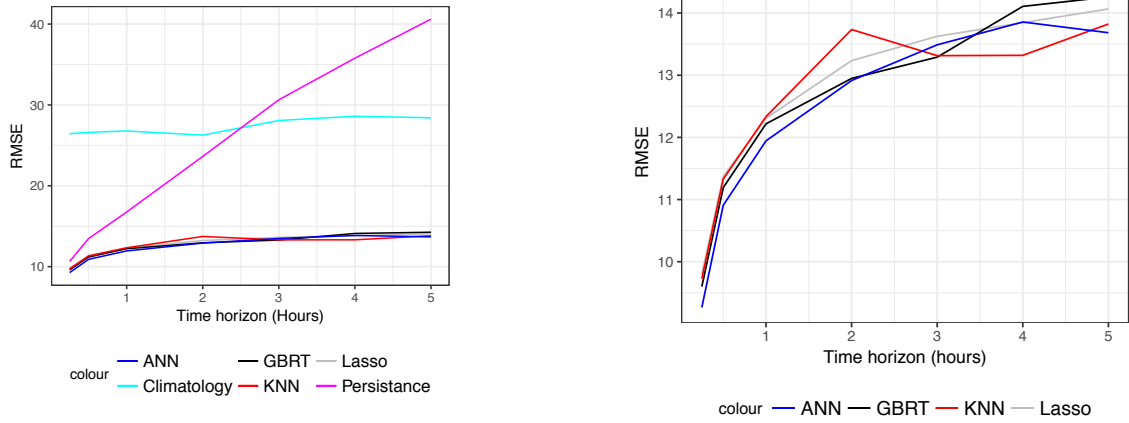 40
30
20
10
RMSE
1 2 3 4 5
Time horizon (Hours)
colour
ANN GBRT Lasso
Climatology KNN Persistance
14
13
12
11
10
RMSE
1 2 3 4 5
Time horizon (hours)
colour ANN GBRT KNN Lasso